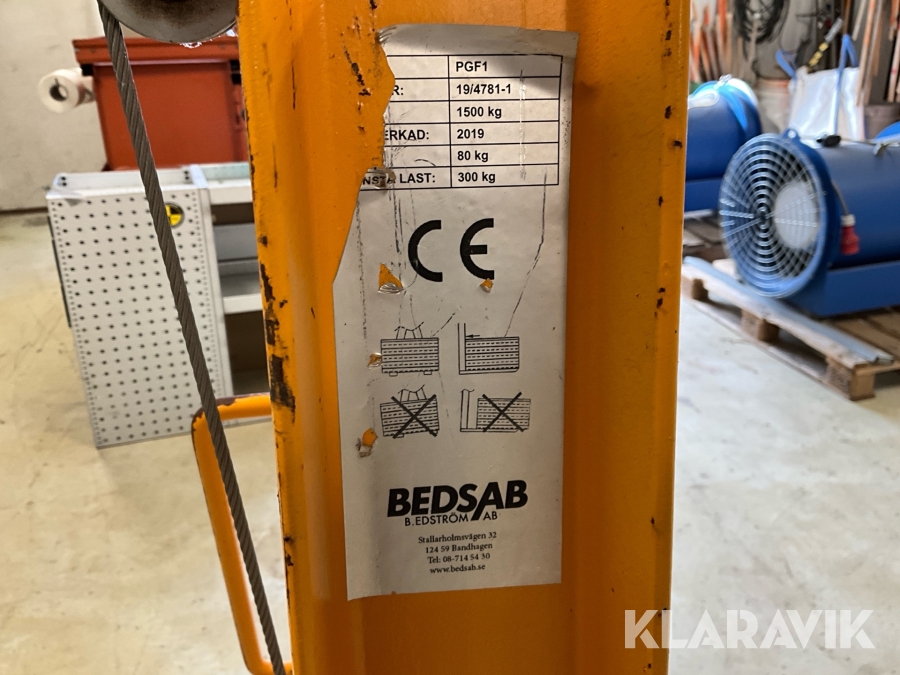 PGF1
R: 19/4781-1
1500 kg
ERKAD: 2019
80 kg
LAST: 300 kg
CE
BEDSAB
B.EDSTRÖM AB
Stallarholmsvägen 32
124 59 Bandhagen
Tel: 08-714 54 30
www.bedsab.se
KLARAVIK